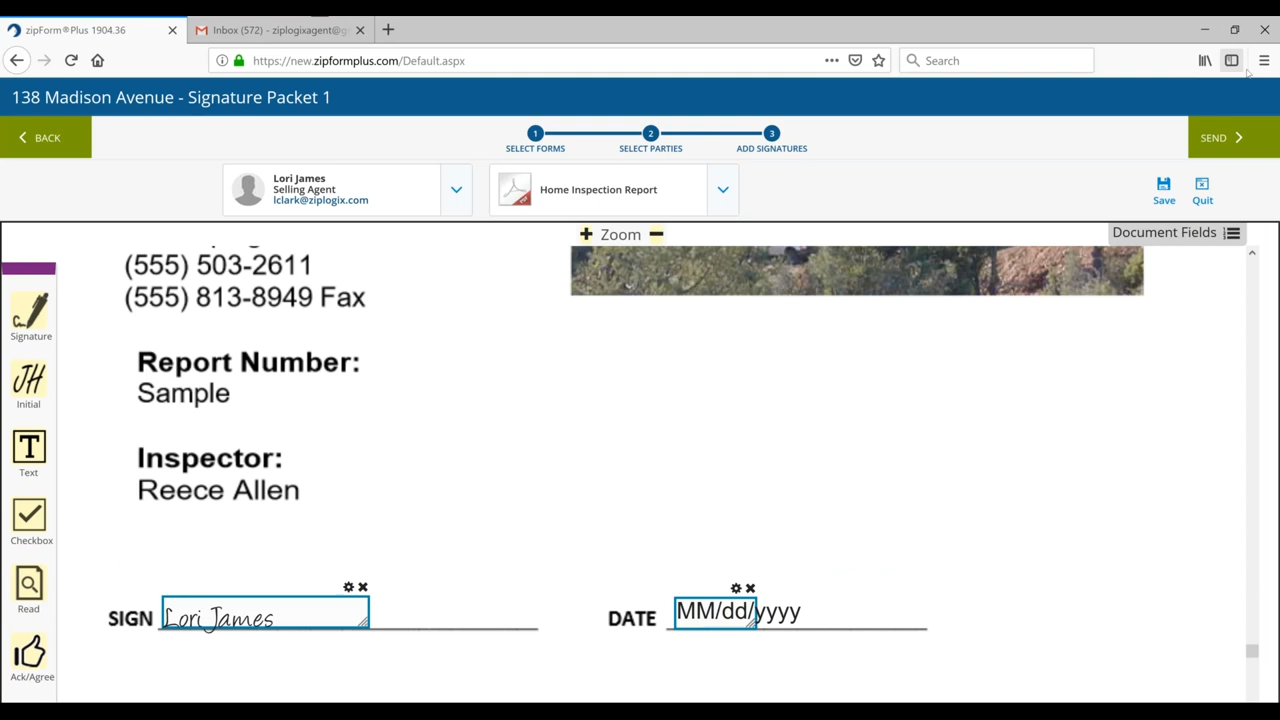 zipForm®Plus 1904.36
Inbox (572) - ziplogixagent@g
https://new.zipformplus.com/Default.aspx
Search
138 Madison Avenue - Signature Packet 1
BACK
1
2
3
SELECT FORMS
SELECT PARTIES
ADD SIGNATURES
SEND
Lori James
Selling Agent
lclark@ziplogix.com
Home Inspection Report
Save
Quit
Zoom
Document Fields
(555) 503-2611
(555) 813-8949 Fax
Signature
Report Number:
Sample
JH
Initial
Inspector:
Reece Allen
T
Text
Checkbox
Read
SIGN Lori James
DATE MM/dd/yyyy
Ack/Agree